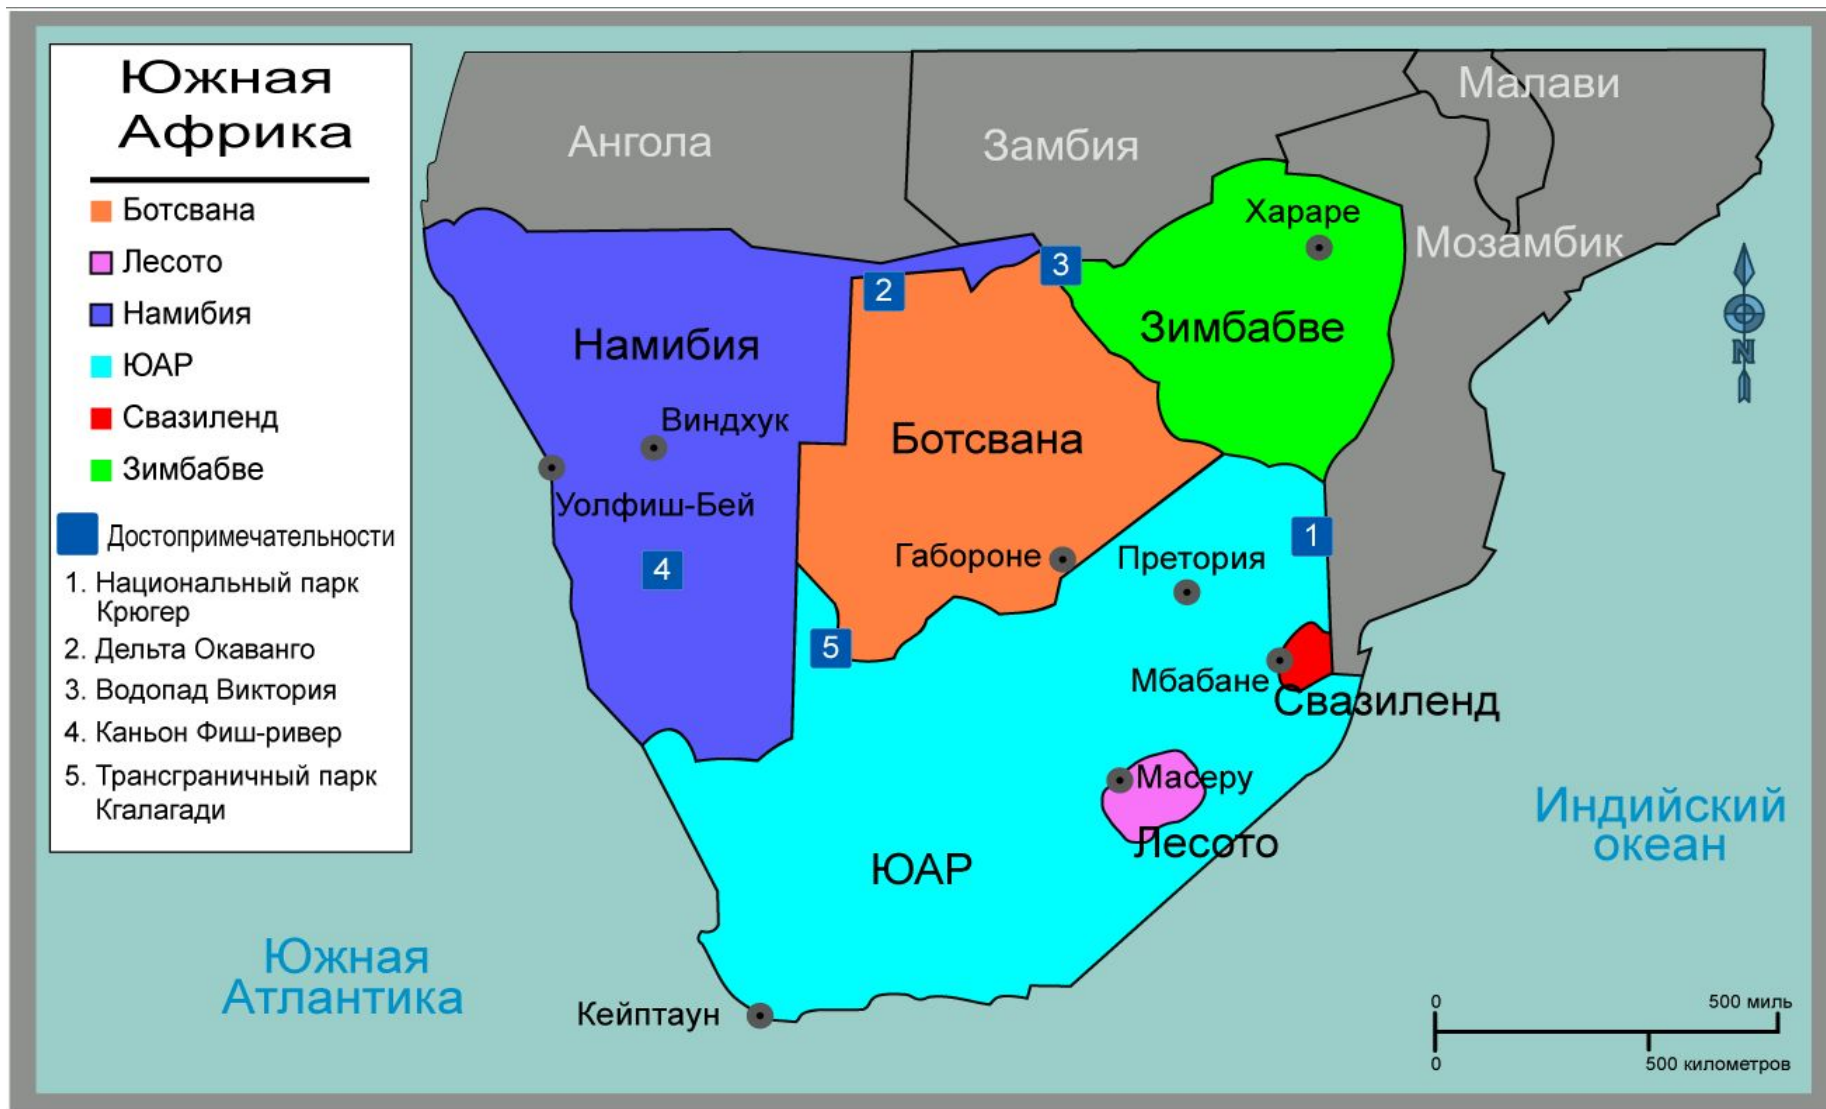 Южная
Африка
Ботсвана
Лесото
Намибия
ЮАР
Свазиленд
Зимбабве
Достопримечательности
1. Национальный парк
Крюгер
2. Дельта Окаванго
3. Водопад Виктория
4. Каньон Фиш-ривер
5. Трансграничный парк
Кгалагади
Ангола
Замбия
Малави
Мозамбик
Хараре
3
2
Зимбабве
Намибия
N
Виндхук
Ботсвана
Уолфиш-Бей
1
Габороне
Претория
4
5
Мбабане
Свазиленд
Масеру
Лесото
ЮАР
Индийский
океан
Южная
Атлантика
Кейптаун
0
500 миль
0
500 километров